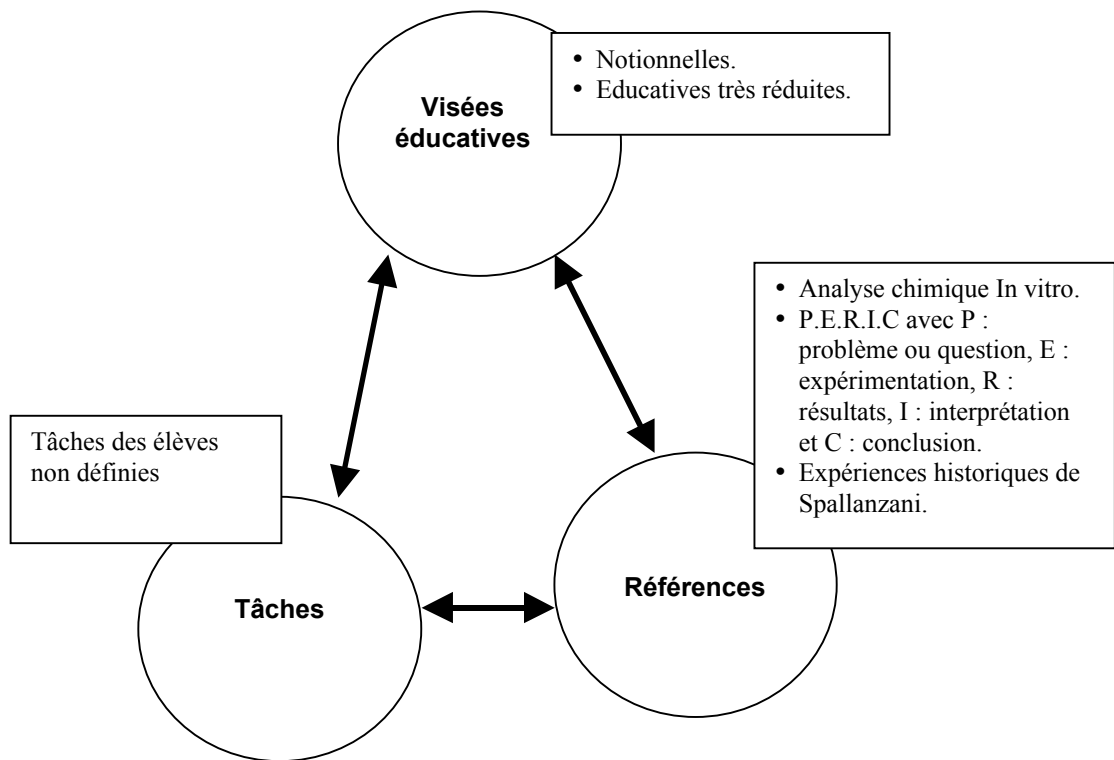 Visées
éducatives
• Notionnelles.
• Educatives très réduites.
• Analyse chimique In vitro.
• P.E.R.I.C avec P :
problème ou question, E :
expérimentation, R :
résultats, I : interprétation
et C : conclusion.
• Expériences historiques de
Spallanzani.
Tâches des élèves
non définies
Tâches
Références